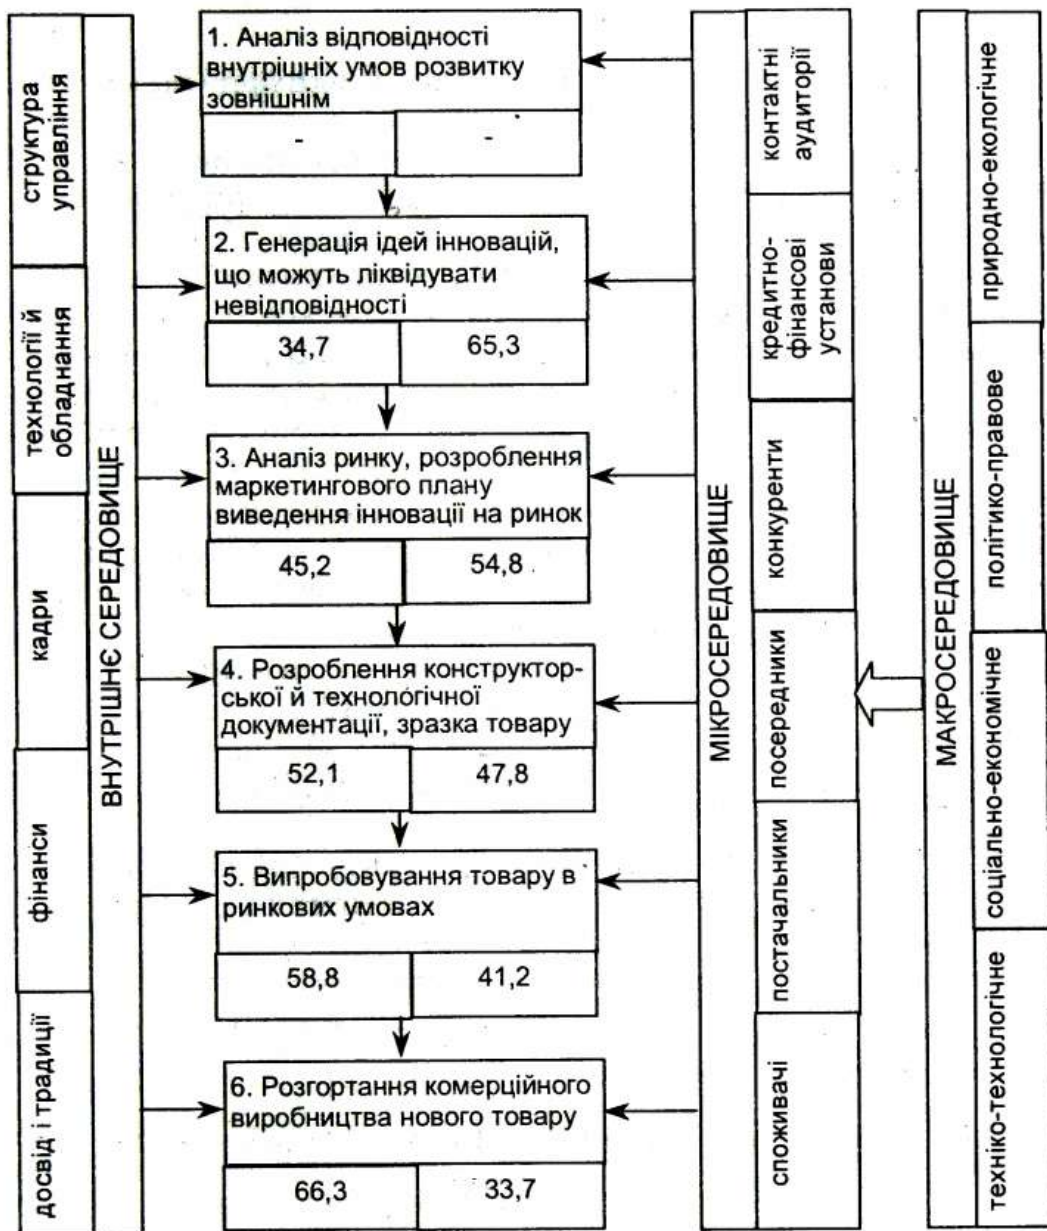 структура
управління
технології й
обладнання
кадри
фінанси
досвід і традиції
ВНУТРІШНЄ СЕРЕДОВИЩЕ
1. Аналіз відповідності
внутрішніх умов розвитку
зовнішнім
-
-
2. Генерація ідей інновацій,
що можуть ліквідувати
невідповідності
34,7
65,3
3. Аналіз ринку, розроблення
маркетингового плану
виведення інновації на ринок
45,2
54,8
4. Розроблення конструктор-
ської й технологічної
документації, зразка товару
52,1
47,8
5. Випробовування товару в
ринкових умовах
58,8
41,2
6. Розгортання комерційного
виробництва нового товару
66,3
33,7
МІКРОСЕРЕДОВИЩЕ
контактні
аудиторії
кредитно-
фінансові
установи
конкуренти
посередники
постачальники
споживачі
МАКРОСЕРЕДОВИЩЕ
природно-екологічне
політико-правове
соціально-економічне
техніко-технологічне